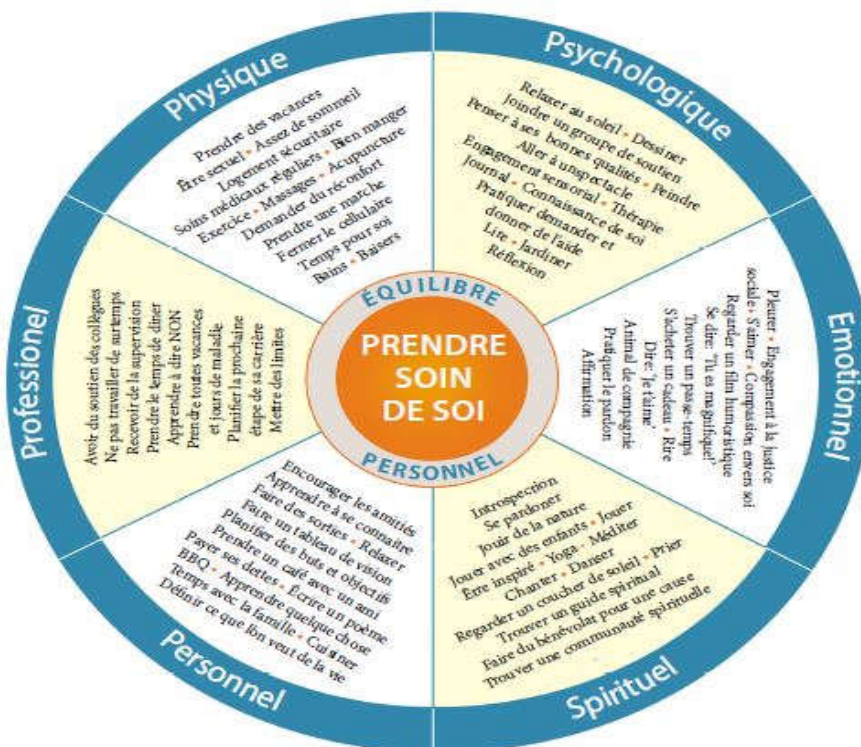 Physique
Prendre des vacances
Être sexuel • Assez de sommeil
Logement sécuritaire
Soins médicaux réguliers • Bien manger
Exercice • Massages • Acupuncture
Demander du réconfort
Prendre une marche
Fermer le cellulaire
Temps pour soi
Bains • Baisers
Psychologique
Relaxer au soleil • Dessiner
Joindre un groupe de soutien
Penser à ses bonnes qualités • Peindre
Aller à un spectacle
Engagement sensorial • Thérapie
Journal • Connaissance de soi
Pratiquer demander et
donner de l'aide
Lire • Jardiner
Réflexion
Emotionnel
Pleurer • Engagement à la justice
sociale • S'aimer • Compassion envers soi
Regarder un film humoristique
Se dire: 'Tu es magnifique!'
Trouver un passe-temps
S'acheter un cadeau • Rire
Dire: 'Je t'aime'
Animal de compagnie
Pratiquer le pardon
Affirmation
Spirituel
Introspection
Se pardoner
Jouir de la nature
Jouer avec des enfants • Jouer
Être inspiré • Yoga • Méditer
Chanter • Danser
Regarder un coucher de soleil • Prier
Trouver un guide spiritual
Faire du bénévolat pour une cause
Trouver une communauté spirituelle
Personnel
Encourager les amitiés
Apprendre à se connaître
Faire des sorties • Relaxer
Faire un tableau de vision
Planifier des buts et objectifs
Prendre un café avec un ami
Payer ses dettes • Écrire un poème
BBQ • Apprendre quelque chose
Temps avec la famille • Cuisiner
Définir ce que l'on veut de la vie
Professionel
Avoir du soutien des collègues
Ne pas travailler de surtemps
Recevoir de la supervision
Prendre le temps de dîner
Apprendre à dire NON
Prendre toutes vacances
et jours de maladie
Planifier la prochaine
étape de sa carrière
Mettre des limites
ÉQUILIBRE
PRENDRE
SOIN
DE SOI
PERSONNEL